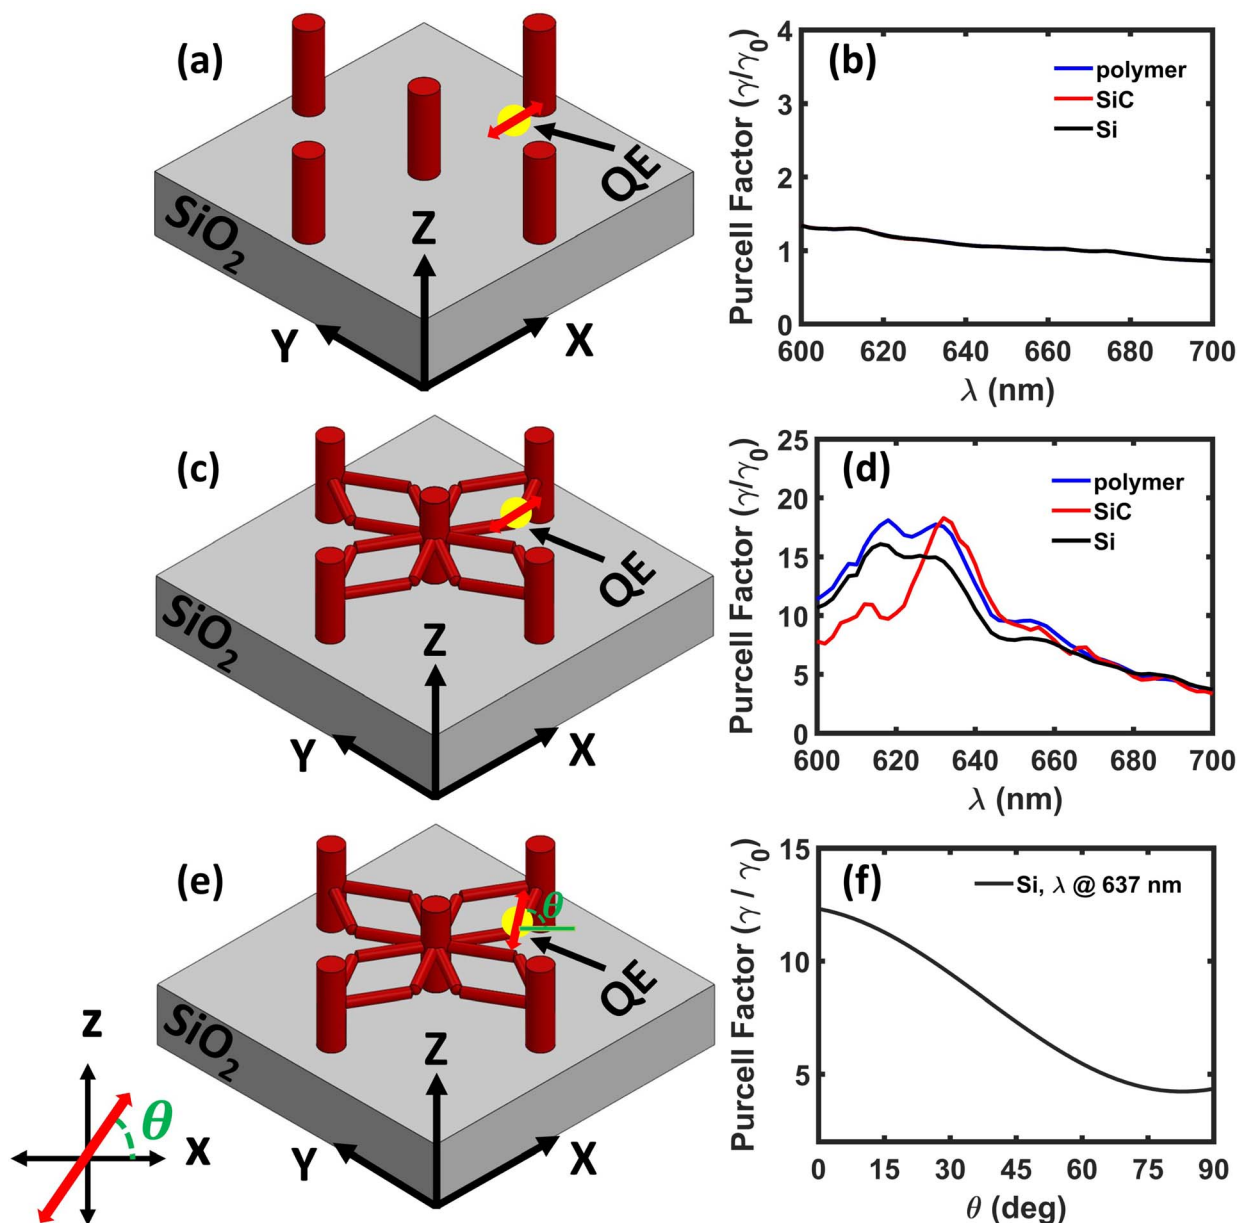 (a)
QE
SiO2
Z
Y
X
(b)
Purcell Factor (γ/γ0)
4
3
2
1
0
polymer
SiC
Si
600 620 640 660 680 700
λ (nm)
(c)
QE
SiO2
Z
Y
X
(d)
Purcell Factor (γ/γ0)
25
20
15
10
5
0
polymer
SiC
Si
600 620 640 660 680 700
λ (nm)
(e)
θ
QE
SiO2
Z
Y
X
z
θ
x
(f)
Purcell Factor (γ / γ0)
15
10
5
Si, λ @ 637 nm
0 15 30 45 60 75 90
θ (deg)